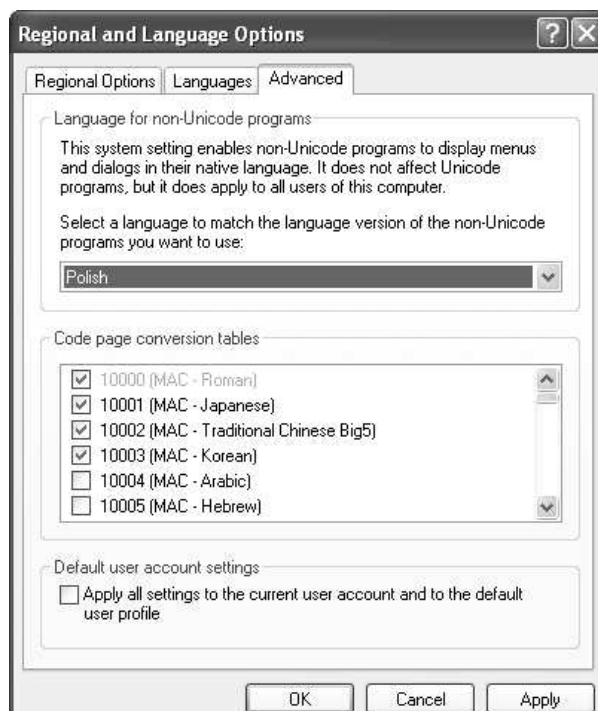 Regional and Language Options
Regional Options
Languages
Advanced
Language for non-Unicode programs
This system setting enables non-Unicode programs to display menus
and dialogs in their native language. It does not affect Unicode
programs, but it does apply to all users of this computer.
Select a language to match the language version of the non-Unicode
programs you want to use:
Polish
Code page conversion tables
10000 (MAC - Roman)
10001 (MAC - Japanese)
10002 (MAC - Traditional Chinese Big5)
10003 (MAC - Korean)
10004 (MAC - Arabic)
10005 (MAC - Hebrew)
Default user account settings
Apply all settings to the current user account and to the default
user profile
OK
Cancel
Apply